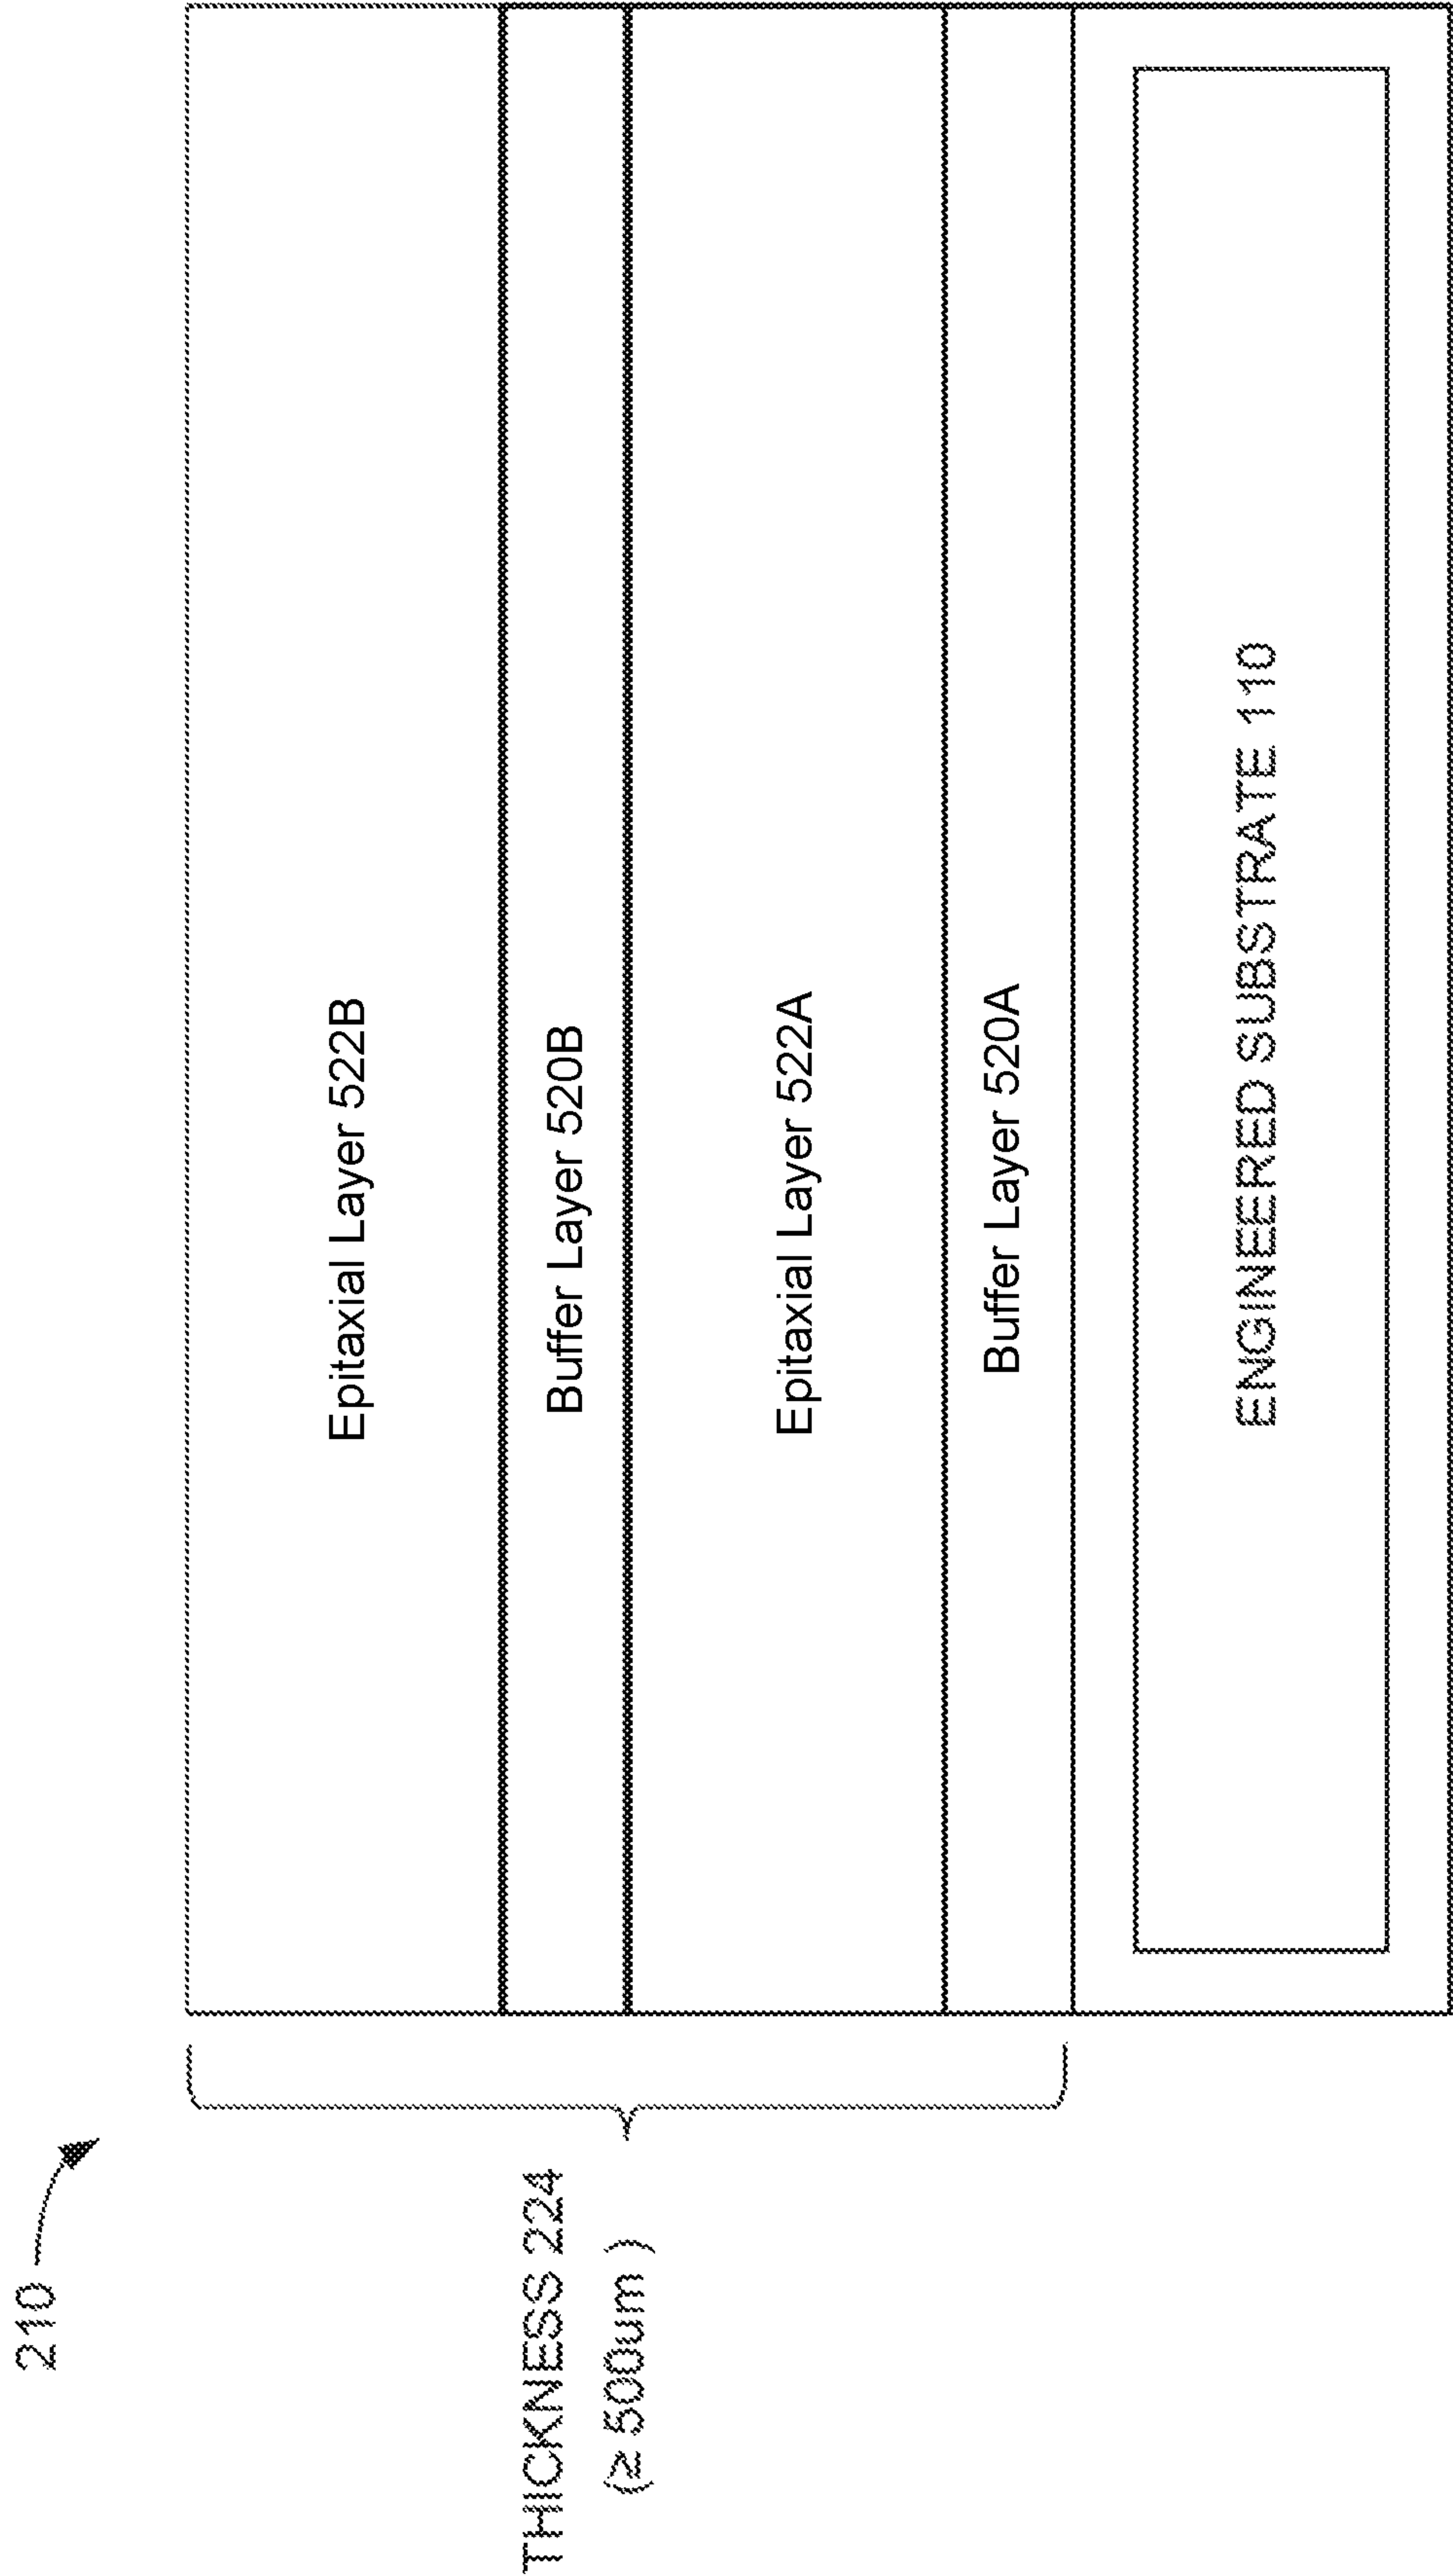 210
THICKNESS 224
(≥ 500um )
Epitaxial Layer 522B
Buffer Layer 520B
Epitaxial Layer 522A
Buffer Layer 520A
ENGINEERED SUBSTRATE 110